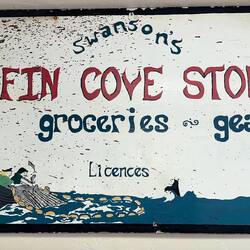 Swanson's
FIN COVE STO
groceries ~ gea
Licences